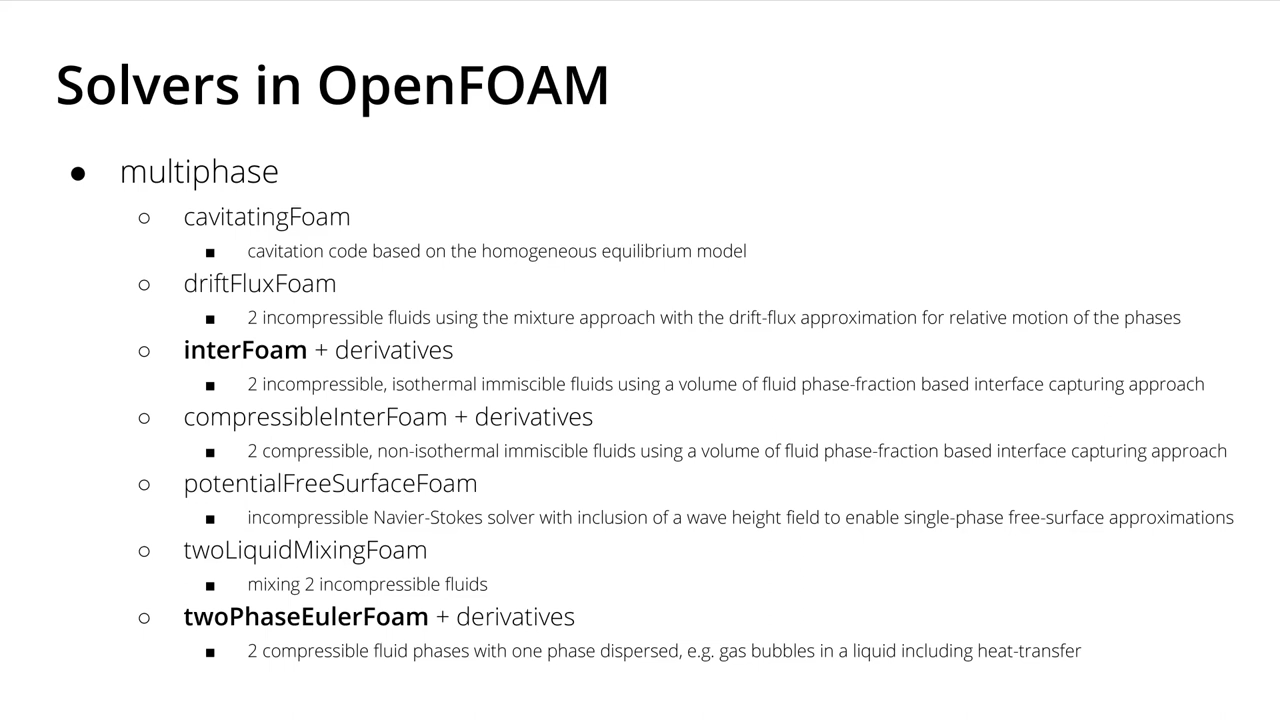 Solvers in OpenFOAM
● multiphase
○ cavitatingFoam
■ cavitation code based on the homogeneous equilibrium model
○ driftFluxFoam
■ 2 incompressible fluids using the mixture approach with the drift-flux approximation for relative motion of the phases
○ interFoam + derivatives
■ 2 incompressible, isothermal immiscible fluids using a volume of fluid phase-fraction based interface capturing approach
○ compressibleInterFoam + derivatives
■ 2 compressible, non-isothermal immiscible fluids using a volume of fluid phase-fraction based interface capturing approach
○ potentialFreeSurfaceFoam
■ incompressible Navier-Stokes solver with inclusion of a wave height field to enable single-phase free-surface approximations
○ twoLiquidMixingFoam
■ mixing 2 incompressible fluids
○ twoPhaseEulerFoam + derivatives
■ 2 compressible fluid phases with one phase dispersed, e.g. gas bubbles in a liquid including heat-transfer